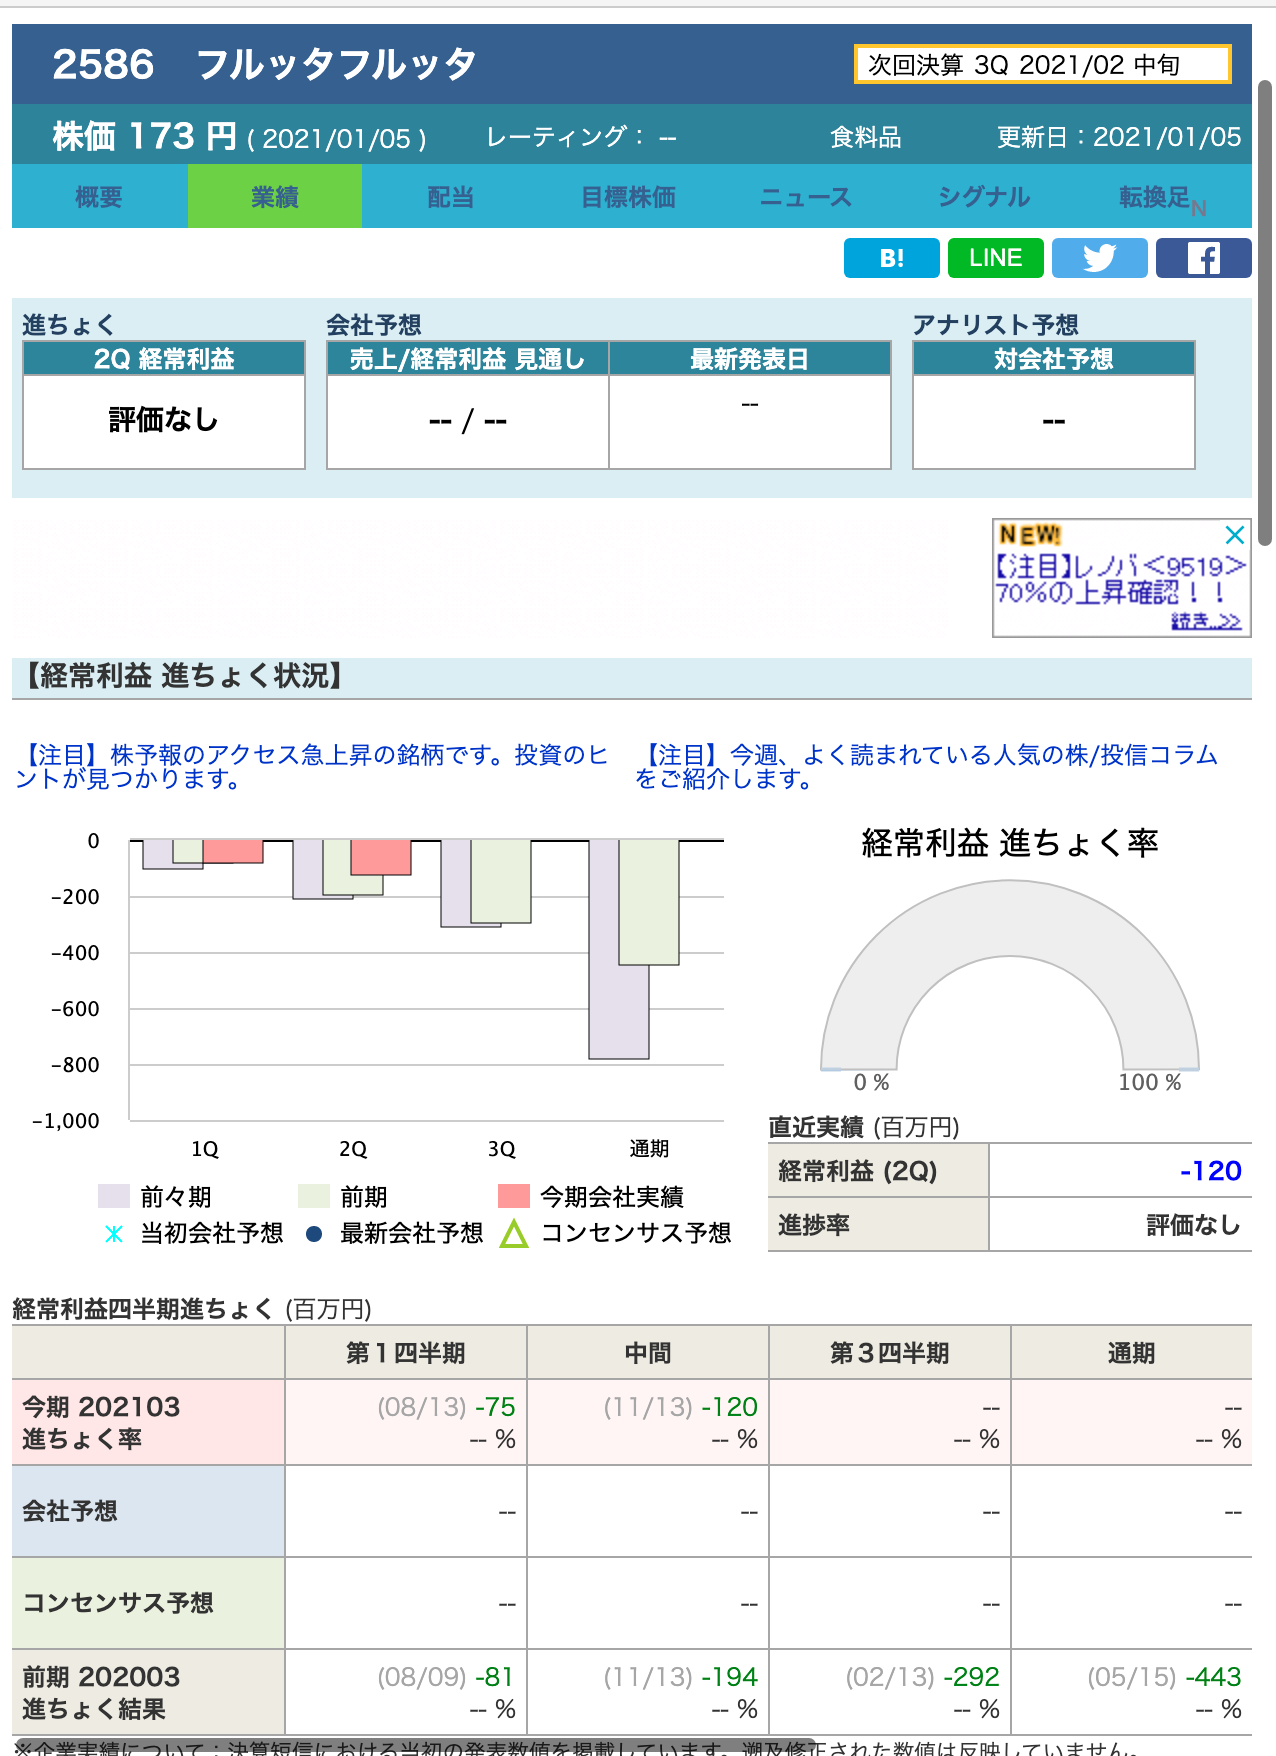 2586　フルッタフルッタ
次回決算 3Q 2021/02 中旬
株価 173 円 ( 2021/01/05 )　レーティング： --　食料品　更新日：2021/01/05
概要　業績　配当　目標株価　ニュース　シグナル　転換足N
B!　LINE
進ちょく　会社予想　アナリスト予想
2Q 経常利益　売上/経常利益 見通し　最新発表日　対会社予想
評価なし　-- / --　--　--
NEW!
【注目】レノバ<9519>
70%の上昇確認！！
続き..>>
【経常利益 進ちょく状況】
【注目】株予報のアクセス急上昇の銘柄です。投資のヒ
ントが見つかります。
【注目】今週、よく読まれている人気の株/投信コラム
をご紹介します。
0
-200
-400
-600
-800
-1,000
1Q　2Q　3Q　通期
前々期　前期　今期会社実績
当初会社予想　最新会社予想　コンセンサス予想
経常利益 進ちょく率
0 %　100 %
直近実績 (百万円)
経常利益 (2Q)　-120
進捗率　評価なし
経常利益四半期進ちょく (百万円)
第１四半期　中間　第３四半期　通期
今期 202103　(08/13) -75　(11/13) -120　--　--
進ちょく率　-- %　-- %　-- %　-- %
会社予想　--　--　--　--
コンセンサス予想　--　--　--　--
前期 202003　(08/09) -81　(11/13) -194　(02/13) -292　(05/15) -443
進ちょく結果　-- %　-- %　-- %　-- %
※企業実績について：決算短信における当初の発表数値を掲載しています。遡及修正された数値は反映していません。